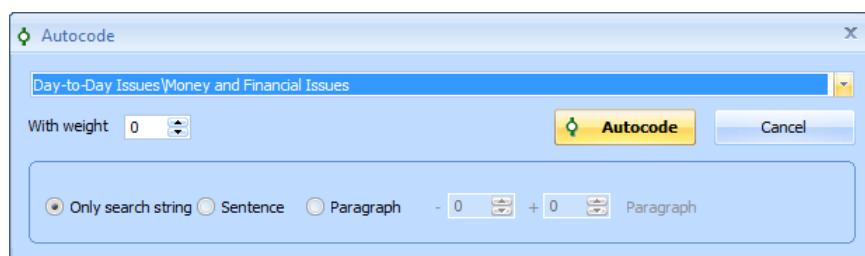 Autocode X
Day-to-Day Issues\Money and Financial Issues
With weight 0 Autocode Cancel
Only search string Sentence Paragraph - 0 + 0 Paragraph